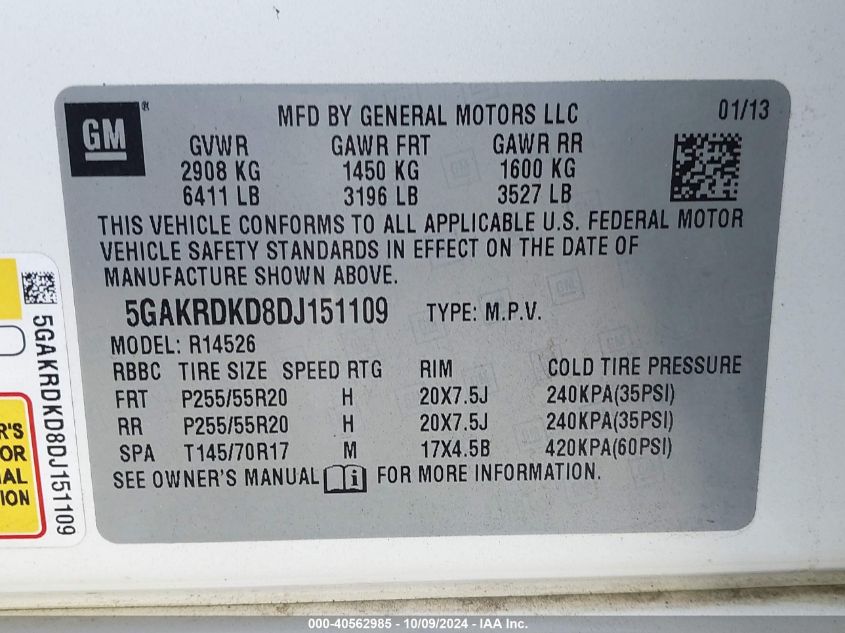 GM
MFD BY GENERAL MOTORS LLC 01/13
GVWR GAWR FRT GAWR RR
2908 KG 1450 KG 1600 KG
6411 LB 3196 LB 3527 LB
THIS VEHICLE CONFORMS TO ALL APPLICABLE U.S. FEDERAL MOTOR
VEHICLE SAFETY STANDARDS IN EFFECT ON THE DATE OF
MANUFACTURE SHOWN ABOVE.
5GAKRDKD8DJ151109 TYPE: M.P.V.
MODEL: R14526
RBBC TIRE SIZE SPEED RTG RIM COLD TIRE PRESSURE
FRT P255/55R20 H 20X7.5J 240KPA(35PSI)
RR P255/55R20 H 20X7.5J 240KPA(35PSI)
SPA T145/70R17 M 17X4.5B 420KPA(60PSI)
SEE OWNER'S MANUAL i FOR MORE INFORMATION.
5GAKRDKD8DJ151109
R'S
OR
AL
ION
000-40562985 - 10/09/2024 - IAA Inc.